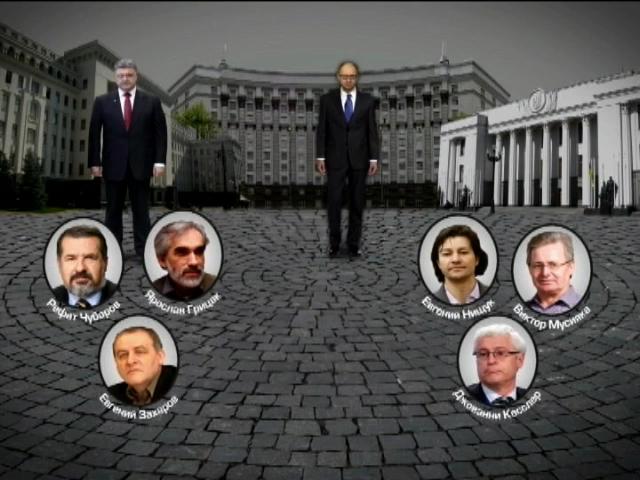 Рефат Чубаров
Ярослав Грицак
Евгений Захаров
Евгений Нищук
Виктор Мусияка
Джованни Кесслер